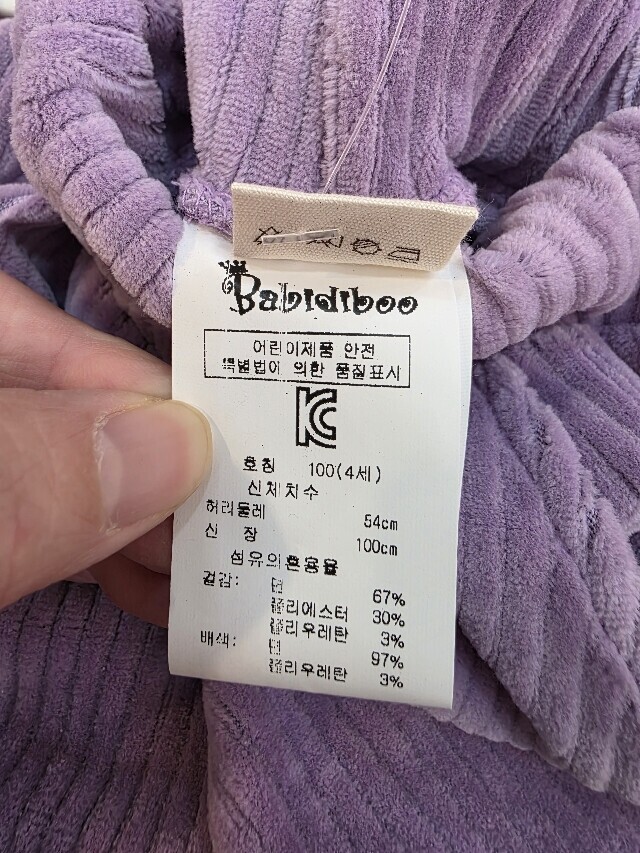 Babidiboo
어린이제품 안전
특별법에 의한 품질표시
KC
호칭 100(4세)
신체치수
허리둘레 54cm
신 장 100cm
섬유의혼용율
겉감: 면 67%
폴리에스터 30%
폴리우레탄 3%
배색: 면 97%
폴리우레탄 3%